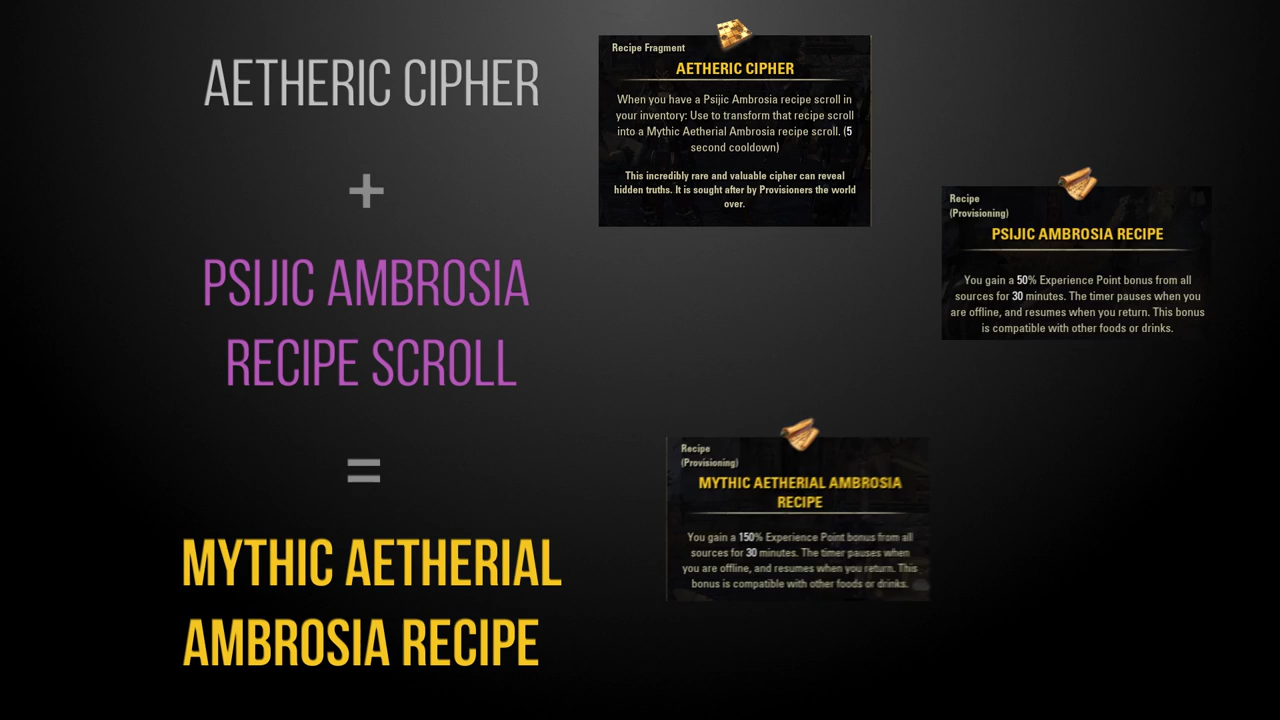 AETHERIC CIPHER
+
PSIJIC AMBROSIA
RECIPE SCROLL
=
MYTHIC AETHERIAL
AMBROSIA RECIPE
Recipe Fragment
AETHERIC CIPHER
When you have a Psijic Ambrosia recipe scroll in
your inventory: Use to transform that recipe scroll
into a Mythic Aetherial Ambrosia recipe scroll. (5
second cooldown)
This incredibly rare and valuable cipher can reveal
hidden truths. It is sought after by Provisioners the world
over.
Recipe
(Provisioning)
PSIJIC AMBROSIA RECIPE
You gain a 50% Experience Point bonus from all
sources for 30 minutes. The timer pauses when you
are offline, and resumes when you return. This bonus
is compatible with other foods or drinks.
Recipe
(Provisioning)
MYTHIC AETHERIAL AMBROSIA
RECIPE
You gain a 150% Experience Point bonus from all
sources for 30 minutes. The timer pauses when
you are offline, and resumes when you return. This
bonus is compatible with other foods or drinks.